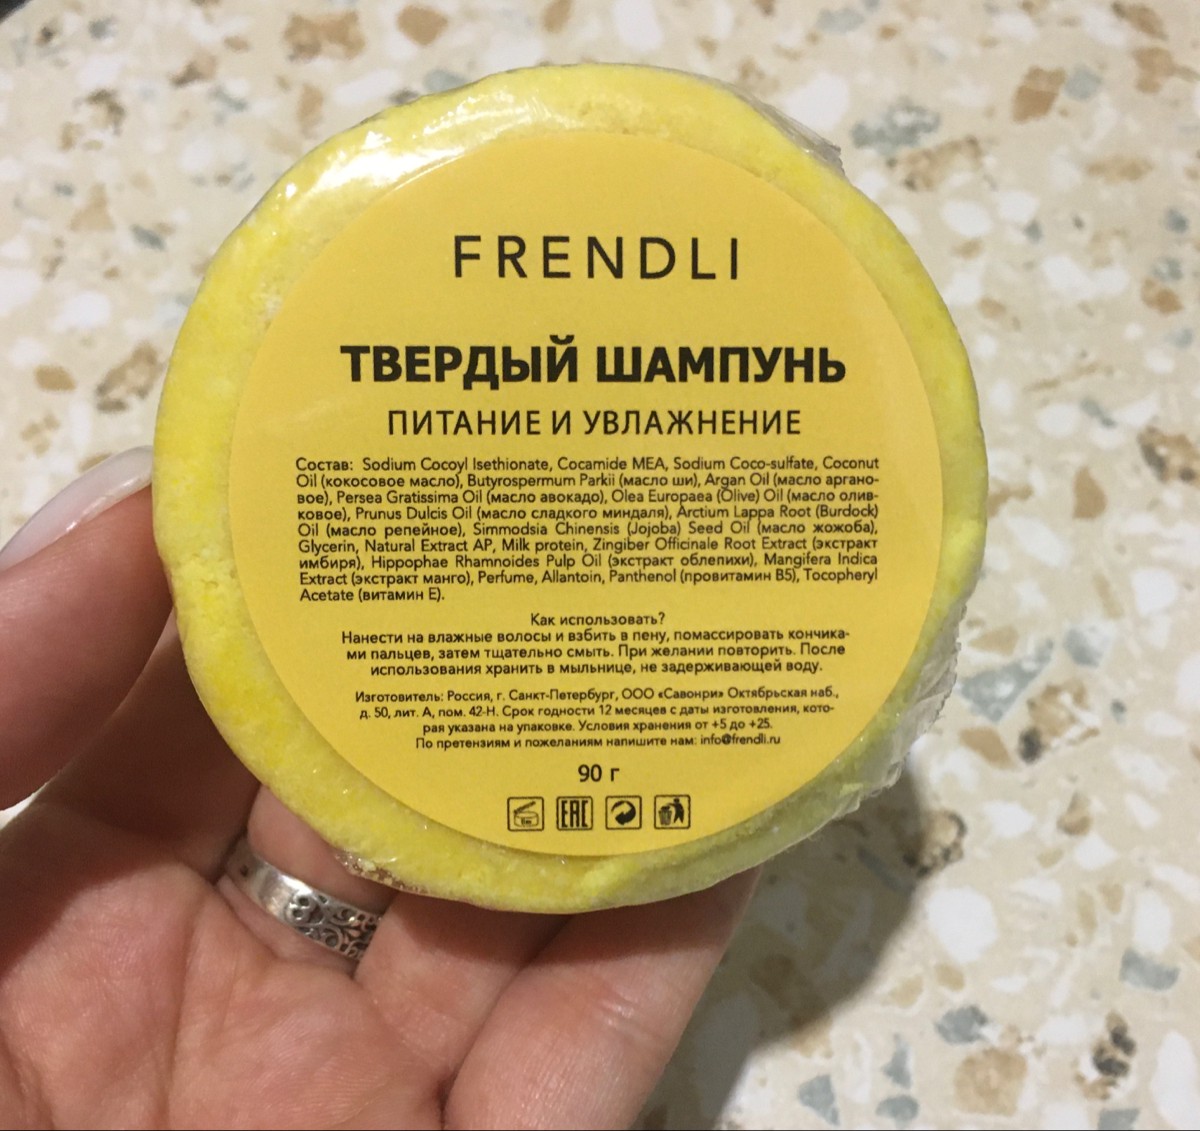 FRENDLI
ТВЕРДЫЙ ШАМПУНЬ
ПИТАНИЕ И УВЛАЖНЕНИЕ
Состав: Sodium Cocoyl Isethionate, Cocamide MEA, Sodium Coco-sulfate, Coconut
Oil (кокосовое масло), Butyrospermum Parkii (масло ши), Argan Oil (масло аргано-
вое), Persea Gratissima Oil (масло авокадо), Olea Europaea (Olive) Oil (масло олив-
ковое), Prunus Dulcis Oil (масло сладкого миндаля), Arctium Lappa Root (Burdock)
Oil (масло репейное), Simmodsia Chinensis (Jojoba) Seed Oil (масло жожоба),
Glycerin, Natural Extract AP, Milk protein, Zingiber Officinale Root Extract (экстракт
имбиря), Hippophae Rhamnoides Pulp Oil (экстракт облепихи), Mangifera Indica
Extract (экстракт манго), Perfume, Allantoin, Panthenol (провитамин B5), Tocopheryl
Acetate (витамин E).
Как использовать?
Нанести на влажные волосы и взбить в пену, помассировать кончика-
ми пальцев, затем тщательно смыть. При желании повторить. После
использования хранить в мыльнице, не задерживающей воду.
Изготовитель: Россия, г. Санкт-Петербург, ООО «Савонри» Октябрьская наб.,
д. 50, лит. А, пом. 42-Н. Срок годности 12 месяцев с даты изготовления, кото-
рая указана на упаковке. Условия хранения от +5 до +25.
По претензиям и пожеланиям напишите нам: info@frendli.ru
90 г
EAC